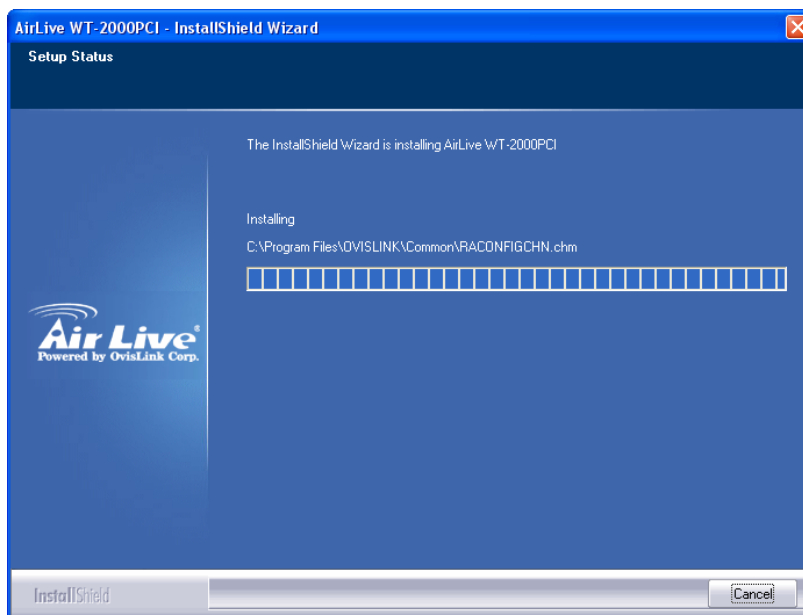 AirLive WT-2000PCI - InstallShield Wizard
Setup Status
The InstallShield Wizard is installing AirLive WT-2000PCI
Installing
C:\Program Files\OVISLINK\Common\RACONFIGCHN.chm
Air Live®
Powered by OvisLink Corp.
InstallShield
Cancel